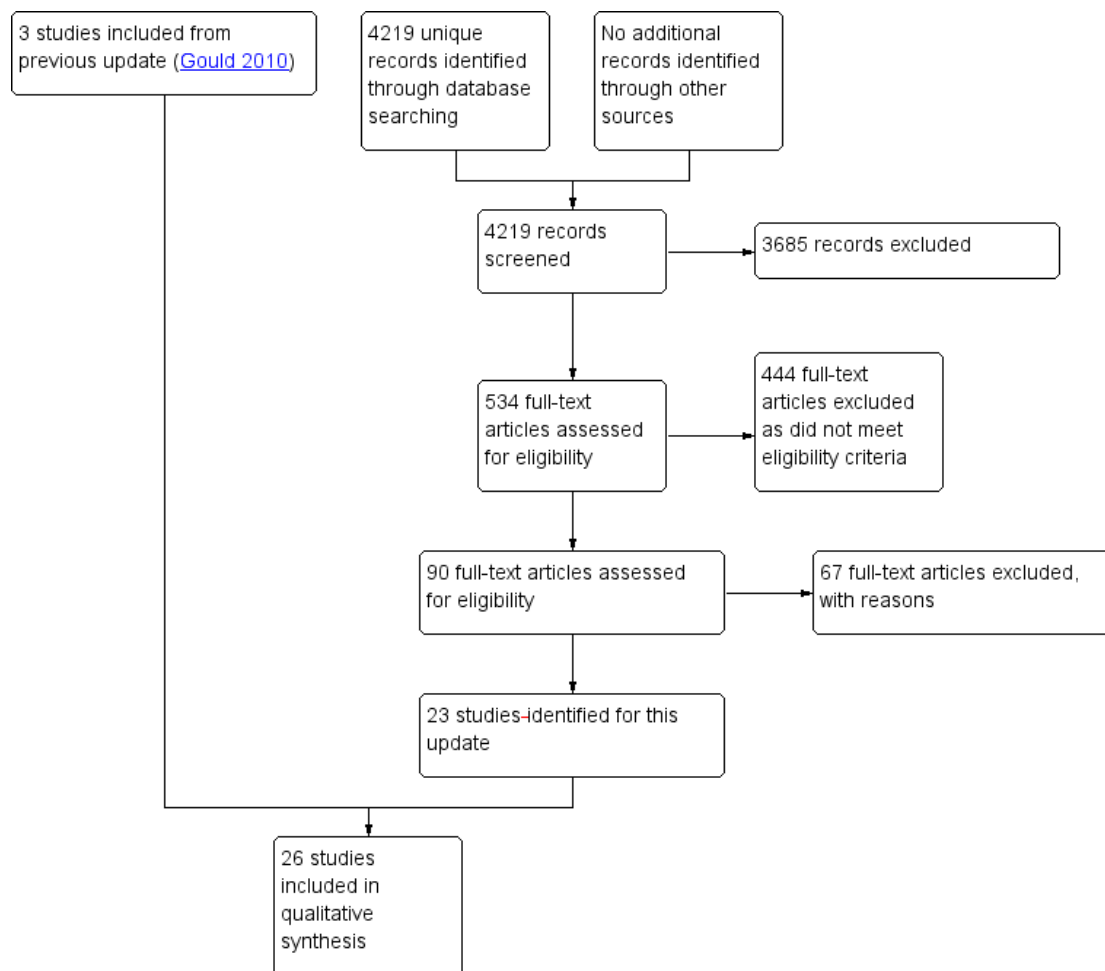 3 studies included from
previous update (Gould 2010)
4219 unique
records identified
through database
searching
No additional
records identified
through other
sources
4219 records
screened
3685 records excluded
534 full-text
articles assessed
for eligibility
444 full-text
articles excluded
as did not meet
eligibility criteria
90 full-text articles assessed
for eligibility
67 full-text articles excluded,
with reasons
23 studies identified for this
update
26 studies
included in
qualitative
synthesis